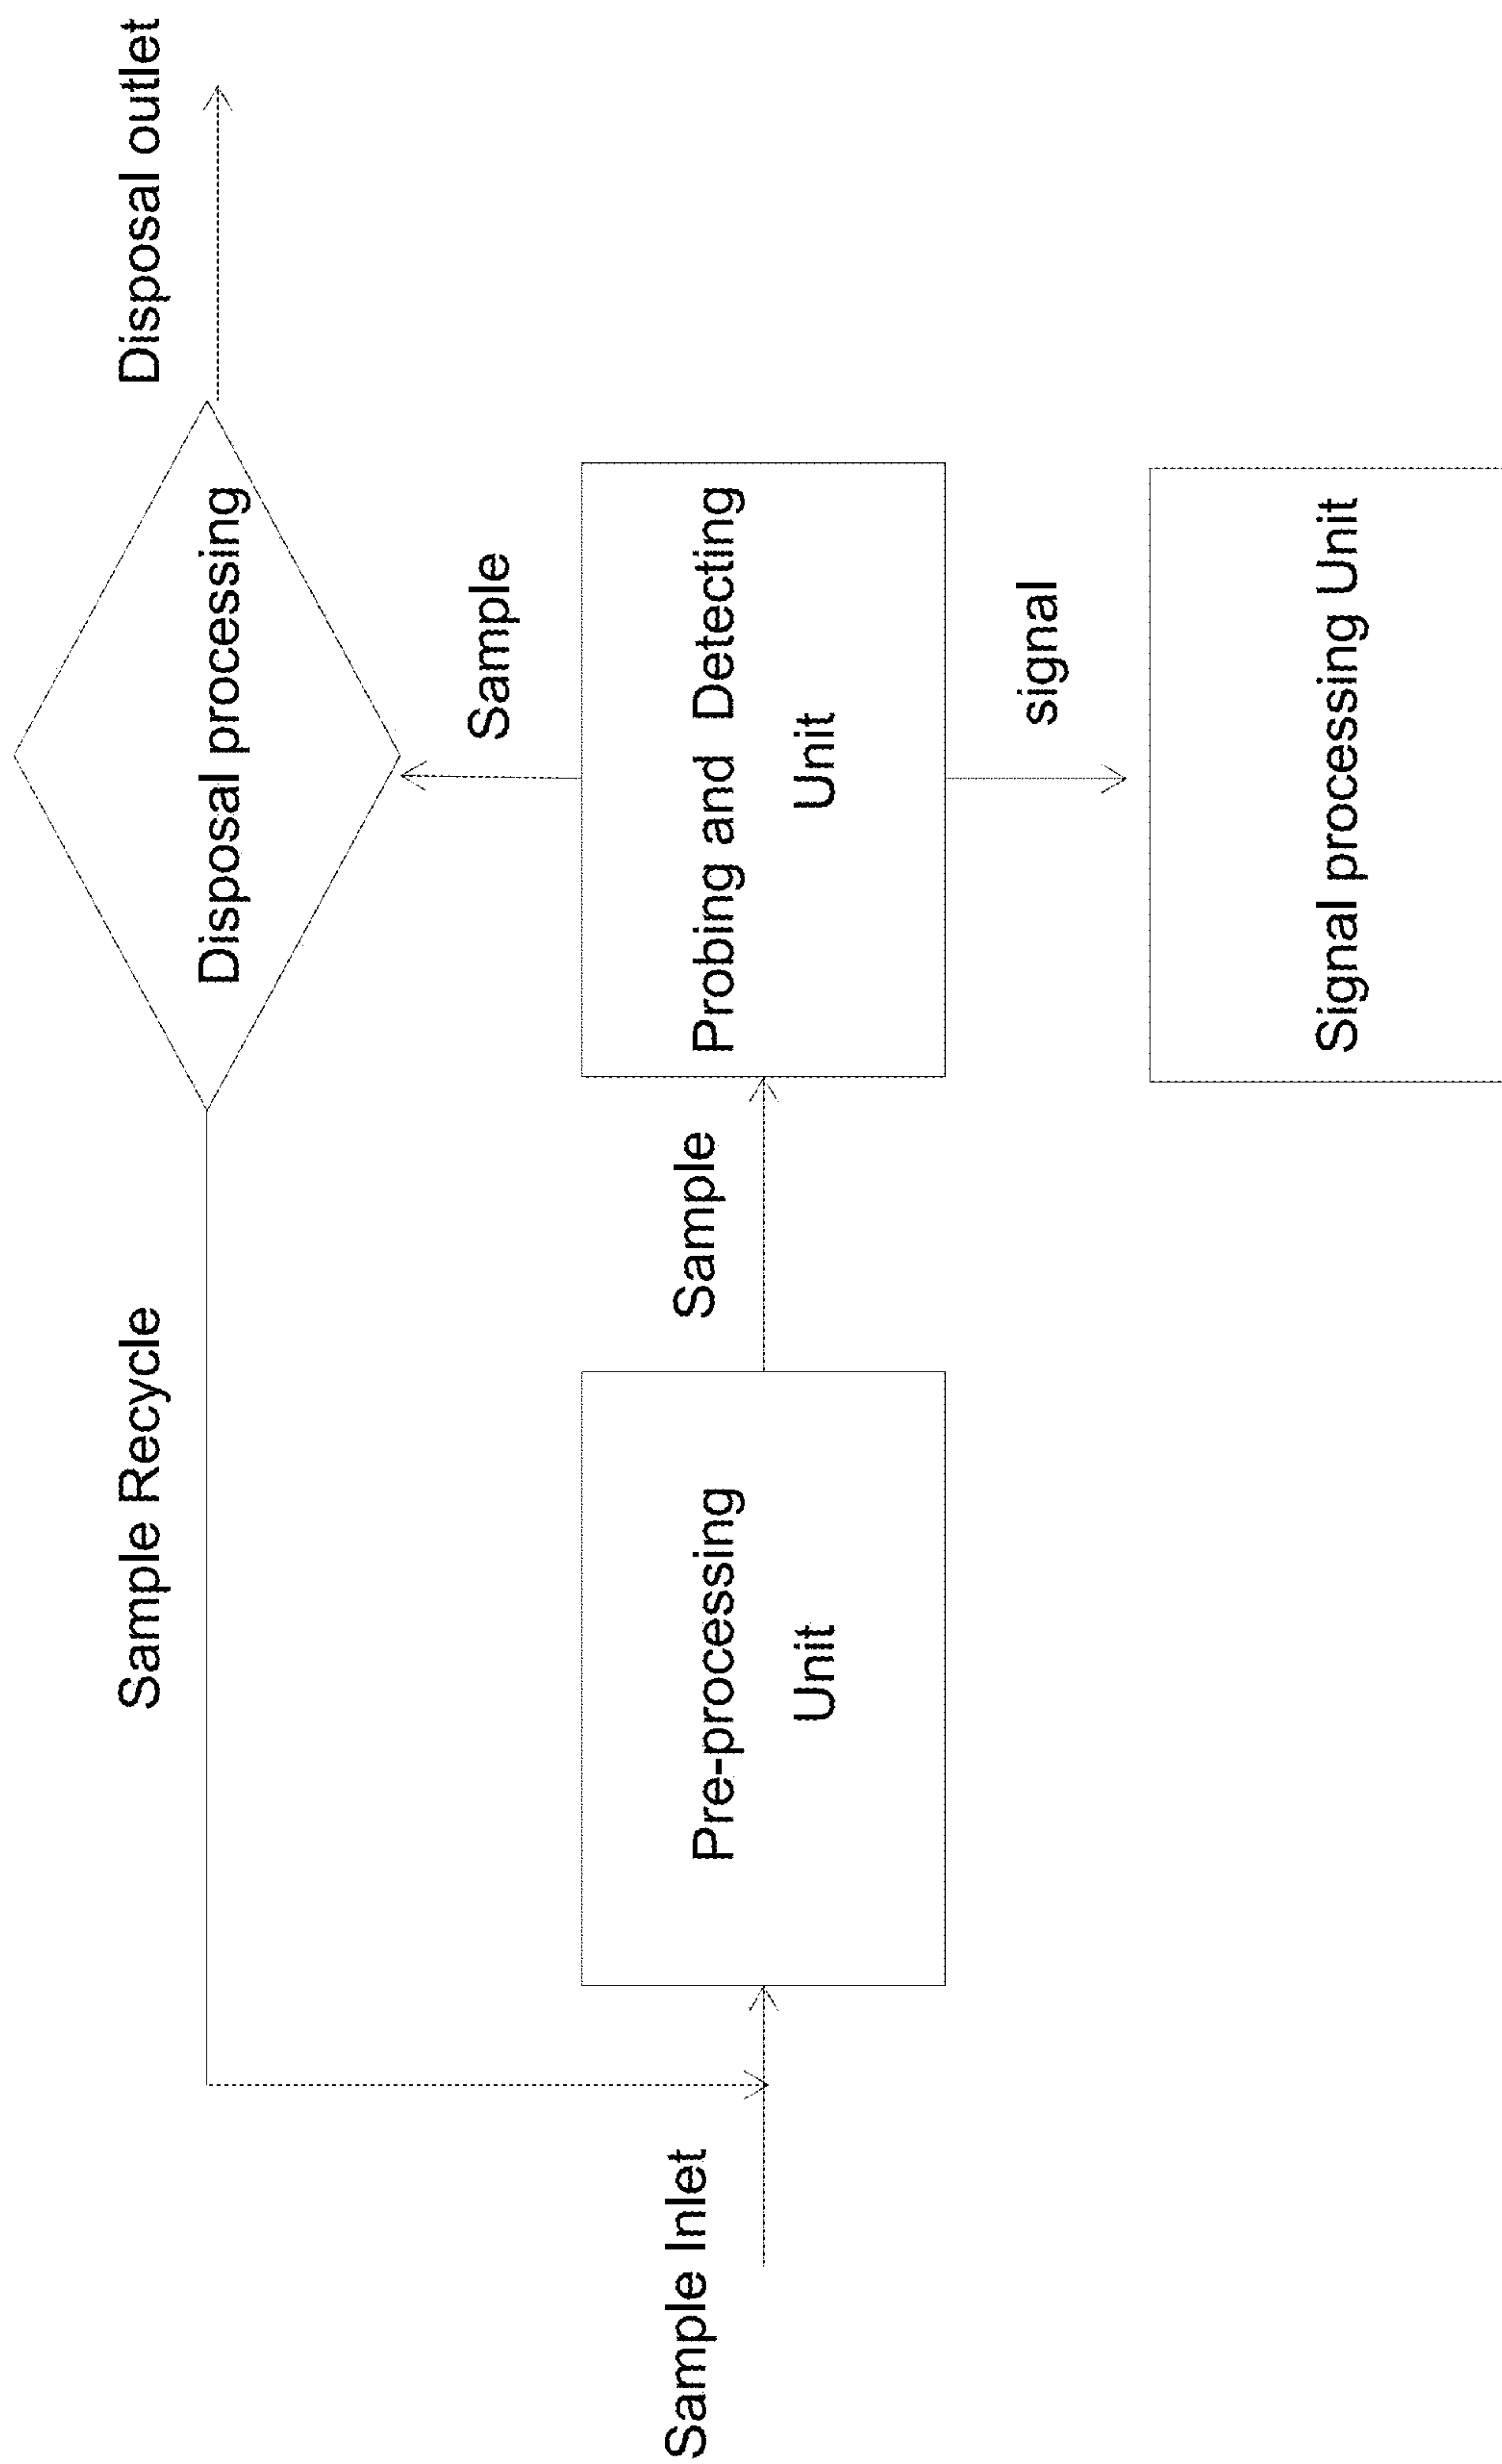 Sample Recycle
Disposal outlet
Disposal processing
Sample
Sample Inlet
Pre-processing
Unit
Sample
Probing and Detecting
Unit
signal
Signal processing Unit